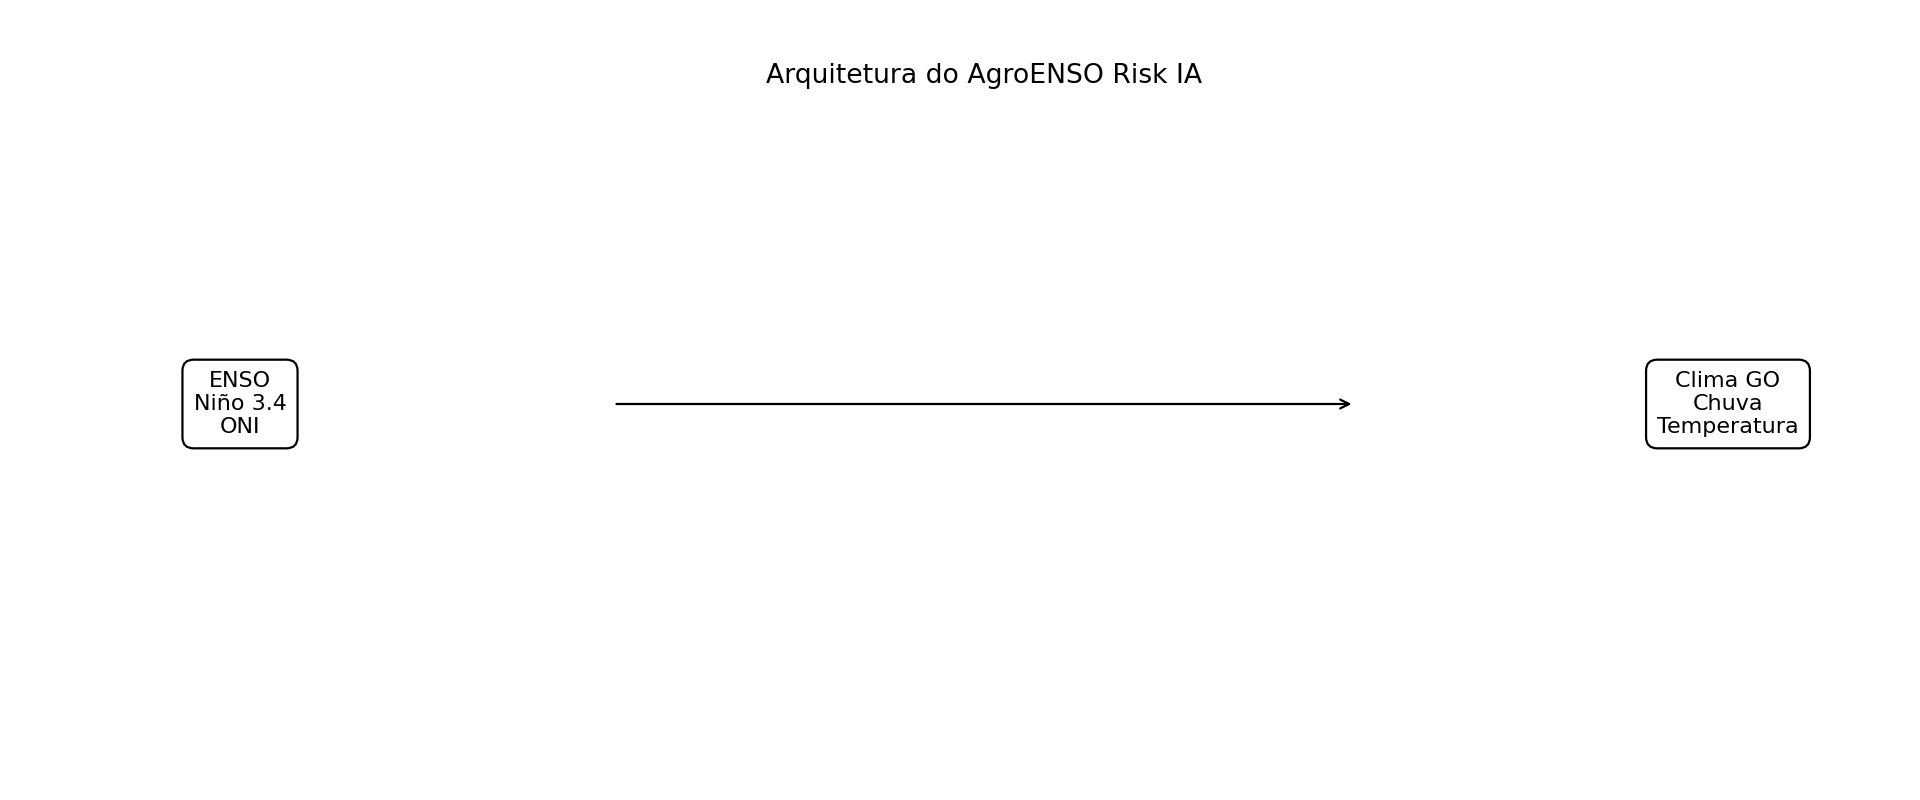 Arquitetura do AgroENSO Risk IA
ENSO
Niño 3.4
ONI
Clima GO
Chuva
Temperatura